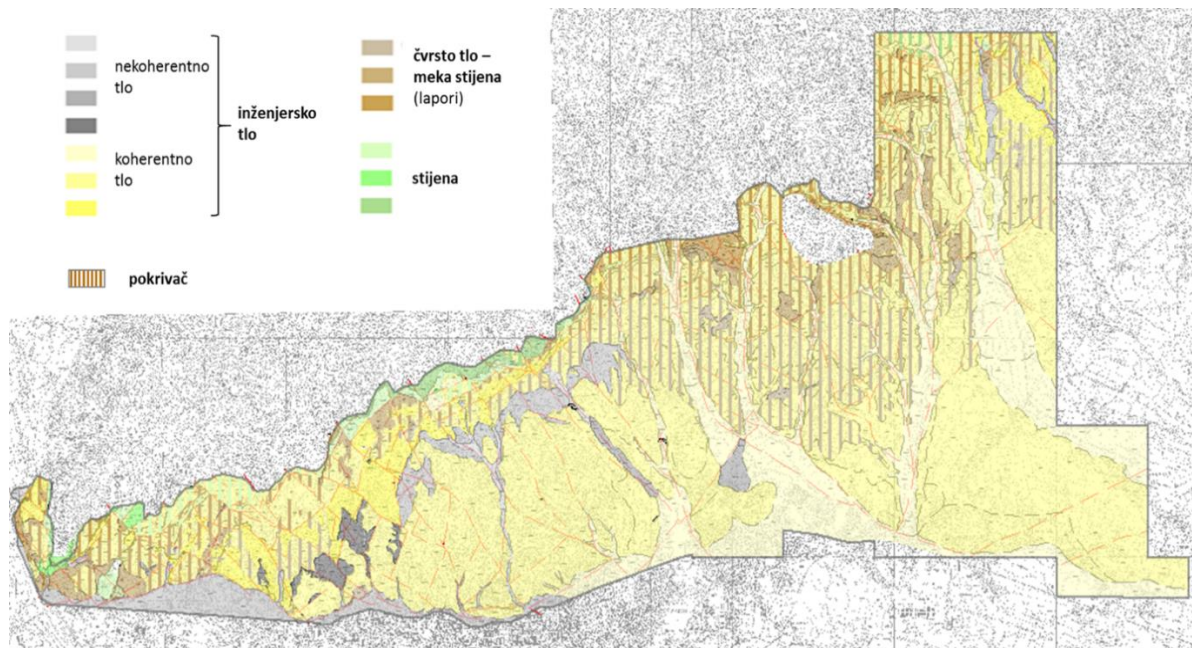 nekoherentno
tlo
koherentno
tlo
inženjersko
tlo
pokrivač
čvrsto tlo –
meka stijena
(lapori)
stijena